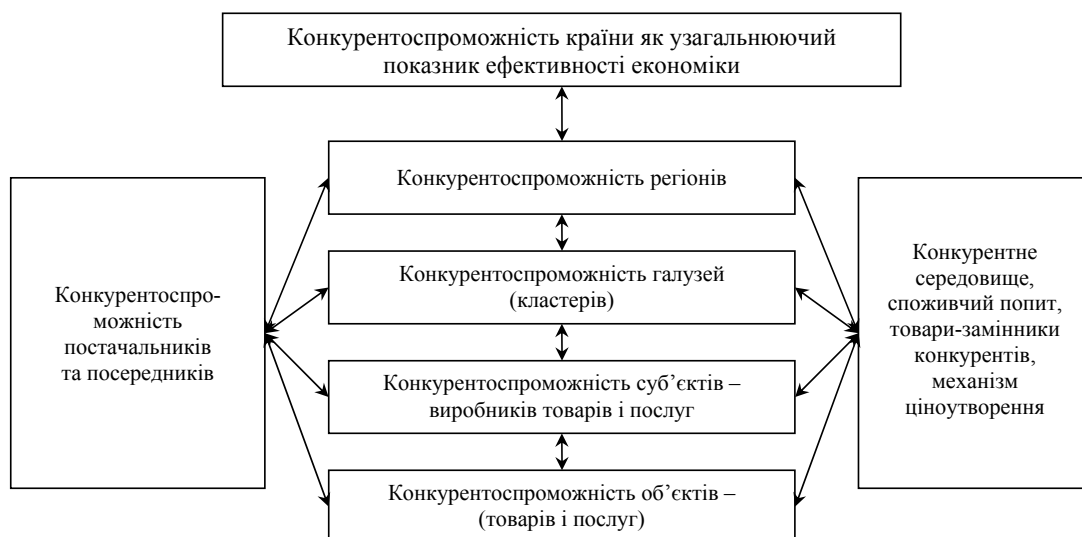 Конкурентоспроможність країни як узагальнюючий
показник ефективності економіки
Конкурентоспроможність регіонів
Конкурентоспроможність галузей
(кластерів)
Конкурентоспроможність суб’єктів –
виробників товарів і послуг
Конкурентоспроможність об’єктів –
(товарів і послуг)
Конкурентоспро-
можність
постачальників
та посередників
Конкурентне
середовище,
споживчий попит,
товари-замінники
конкурентів,
механізм
ціноутворення